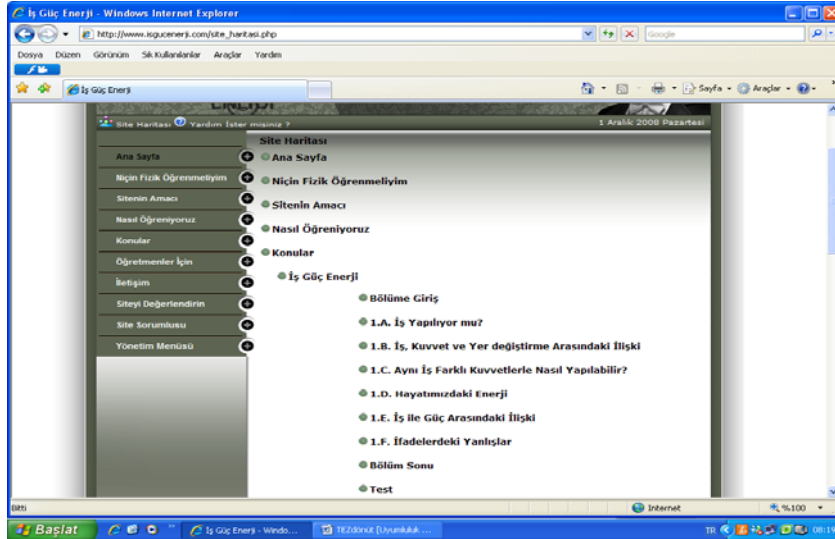 İş Güç Enerji - Windows Internet Explorer
http://www.isgucenerji.com/site_haritasi.php
Google
Dosya Düzen Görünüm Sık Kullanılanlar Araçlar Yardım
İş Güç Enerji
Sayfa Araçlar
Site Haritası Yardım İster misiniz ?
1 Aralık 2008 Pazartesi
Ana Sayfa
Niçin Fizik Öğrenmeliyim
Sitenin Amacı
Nasıl Öğreniyoruz
Konular
Öğretmenler İçin
İletişim
Siteyi Değerlendirin
Site Sorumlusu
Yönetim Menüsü
Site Haritası
Ana Sayfa
Niçin Fizik Öğrenmeliyim
Sitenin Amacı
Nasıl Öğreniyoruz
Konular
İş Güç Enerji
Bölüme Giriş
1.A. İş Yapılıyor mu?
1.B. İş, Kuvvet ve Yer değiştirme Arasındaki İlişki
1.C. Aynı İş Farklı Kuvvetlerle Nasıl Yapılabilir?
1.D. Hayatımızdaki Enerji
1.E. İş ile Güç Arasındaki İlişki
1.F. İfadelerdeki Yanlışlar
Bölüm Sonu
Test
Bitti
Internet
%100
Başlat
İş Güç Enerji - Windo...
TEZdönüt [Uyumluluk ...
TR
08:19